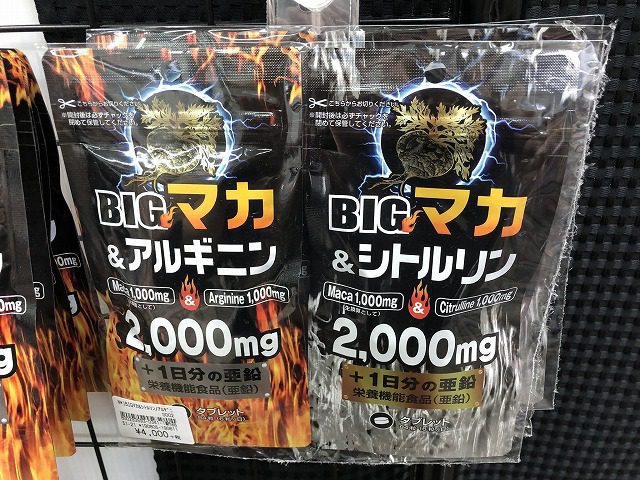 こちらからお切りください。
※開封後は必ずチャックを
閉めて保管してください。
BIGマカ
&アルギニン
Maca 1,000mg & Arginine 1,000mg
2,000mg
+1日分の亜鉛
栄養機能食品(亜鉛)
タブレット
¥4,000+税
こちらからお切りください。
※開封後は必ずチャックを
閉めて保管してください。
BIGマカ
&シトルリン
Maca 1,000mg & Citrulline 1,000mg
2,000mg
+1日分の亜鉛
栄養機能食品(亜鉛)
タブレット